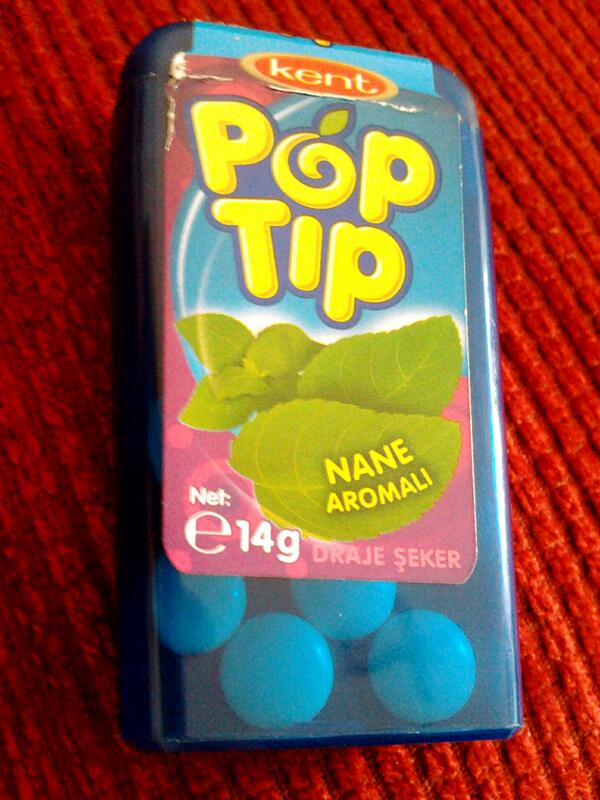 kent
POP
TIP
NANE
AROMALI
Net:
℮14g
DRAJE ŞEKER